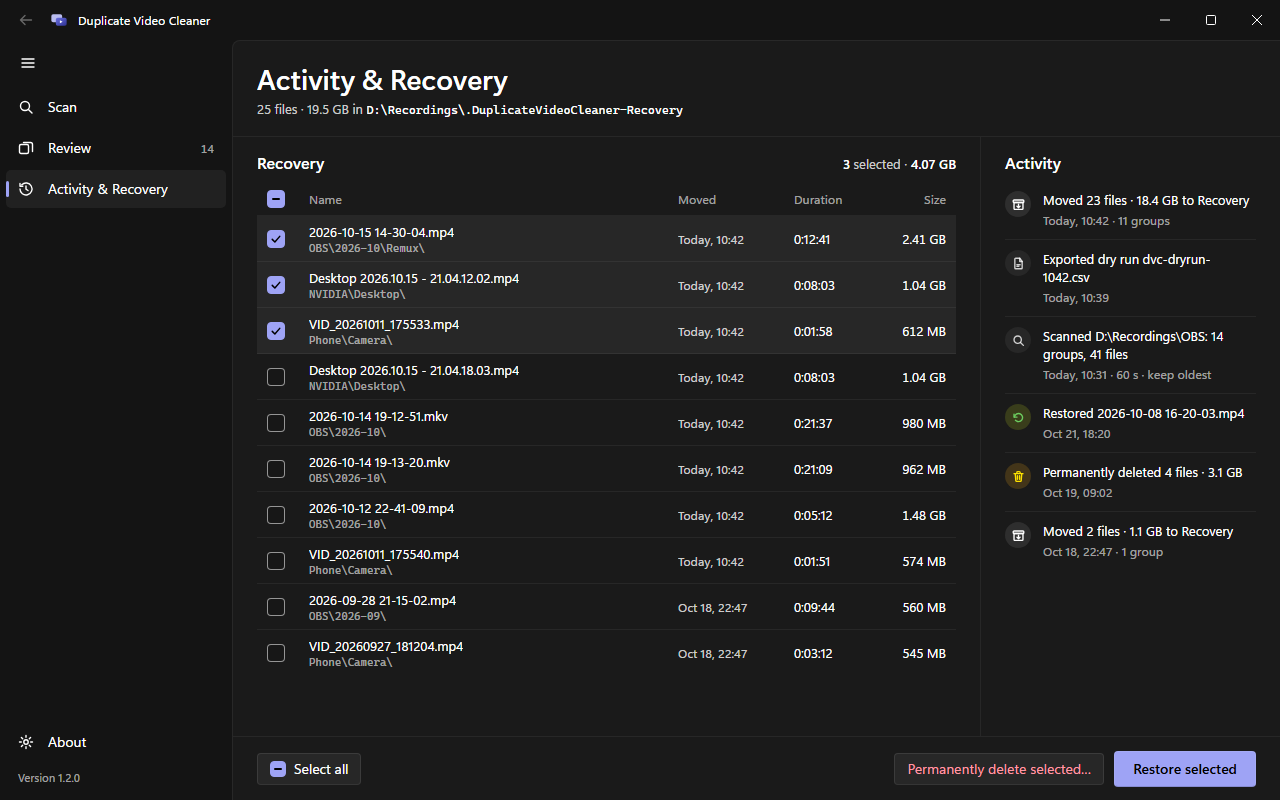 Duplicate Video Cleaner
Scan
Review 14
Activity & Recovery
About
Version 1.2.0
Activity & Recovery
25 files · 19.5 GB in D:\Recordings\.DuplicateVideoCleaner-Recovery
Recovery 3 selected · 4.07 GB
Name Moved Duration Size
2026-10-15 14-30-04.mp4
OBS\2026-10\Remux\
Today, 10:42 0:12:41 2.41 GB
Desktop 2026.10.15 - 21.04.12.02.mp4
NVIDIA\Desktop\
Today, 10:42 0:08:03 1.04 GB
VID_20261011_175533.mp4
Phone\Camera\
Today, 10:42 0:01:58 612 MB
Desktop 2026.10.15 - 21.04.18.03.mp4
NVIDIA\Desktop\
Today, 10:42 0:08:03 1.04 GB
2026-10-14 19-12-51.mkv
OBS\2026-10\
Today, 10:42 0:21:37 980 MB
2026-10-14 19-13-20.mkv
OBS\2026-10\
Today, 10:42 0:21:09 962 MB
2026-10-12 22-41-09.mp4
OBS\2026-10\
Today, 10:42 0:05:12 1.48 GB
VID_20261011_175540.mp4
Phone\Camera\
Today, 10:42 0:01:51 574 MB
2026-09-28 21-15-02.mp4
OBS\2026-09\
Oct 18, 22:47 0:09:44 560 MB
VID_20260927_181204.mp4
Phone\Camera\
Oct 18, 22:47 0:03:12 545 MB
Select all
Permanently delete selected...
Restore selected
Activity
Moved 23 files · 18.4 GB to Recovery
Today, 10:42 · 11 groups
Exported dry run dvc-dryrun-
1042.csv
Today, 10:39
Scanned D:\Recordings\OBS: 14
groups, 41 files
Today, 10:31 · 60 s · keep oldest
Restored 2026-10-08 16-20-03.mp4
Oct 21, 18:20
Permanently deleted 4 files · 3.1 GB
Oct 19, 09:02
Moved 2 files · 1.1 GB to Recovery
Oct 18, 22:47 · 1 group